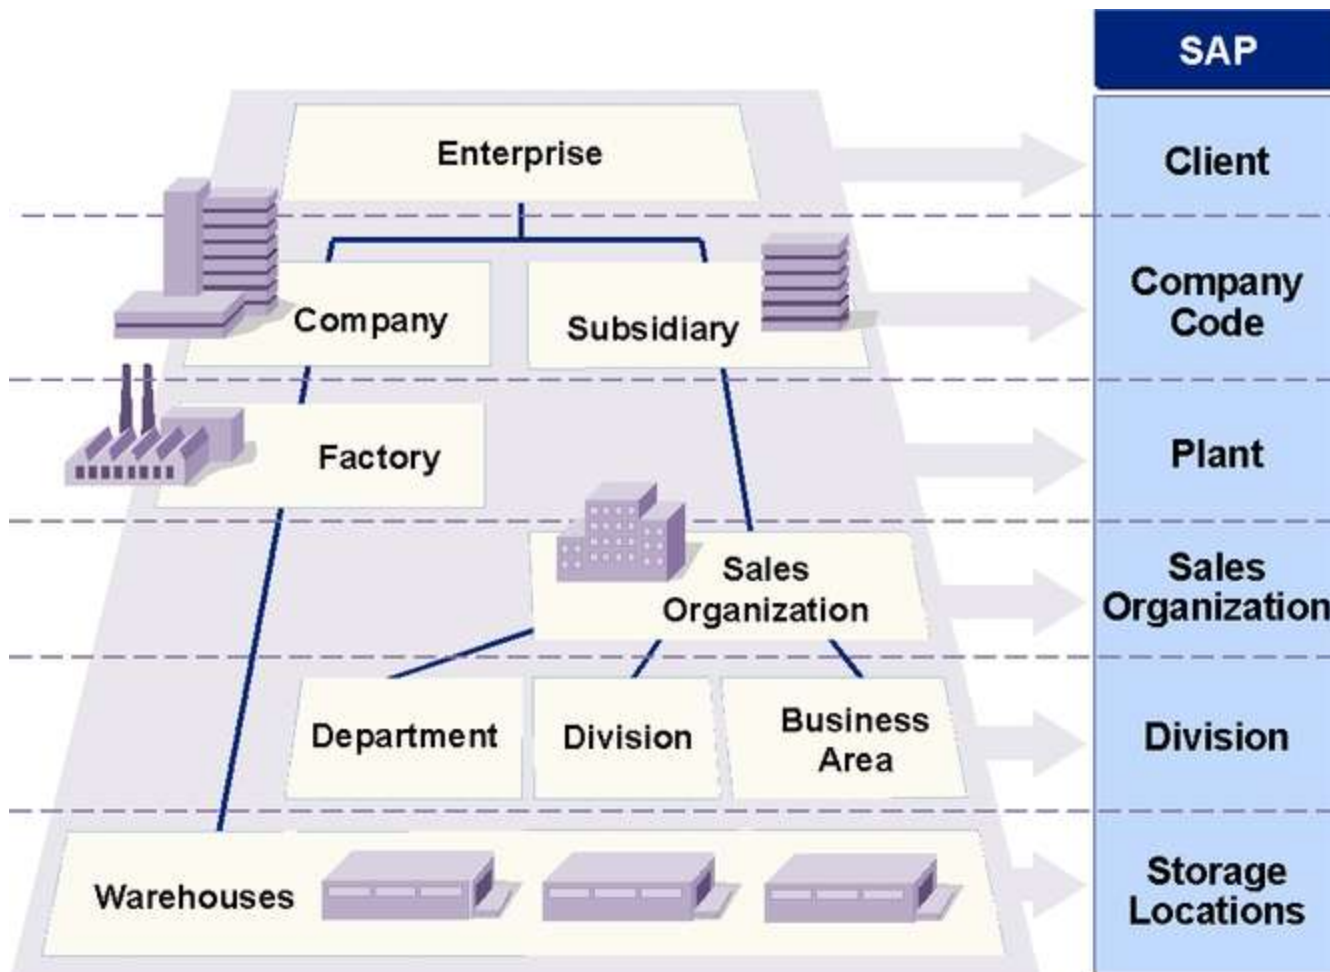 SAP
Enterprise
Client
Company
Subsidiary
Company
Code
Factory
Plant
Sales
Organization
Sales
Organization
Department
Division
Business
Area
Division
Warehouses
Storage
Locations